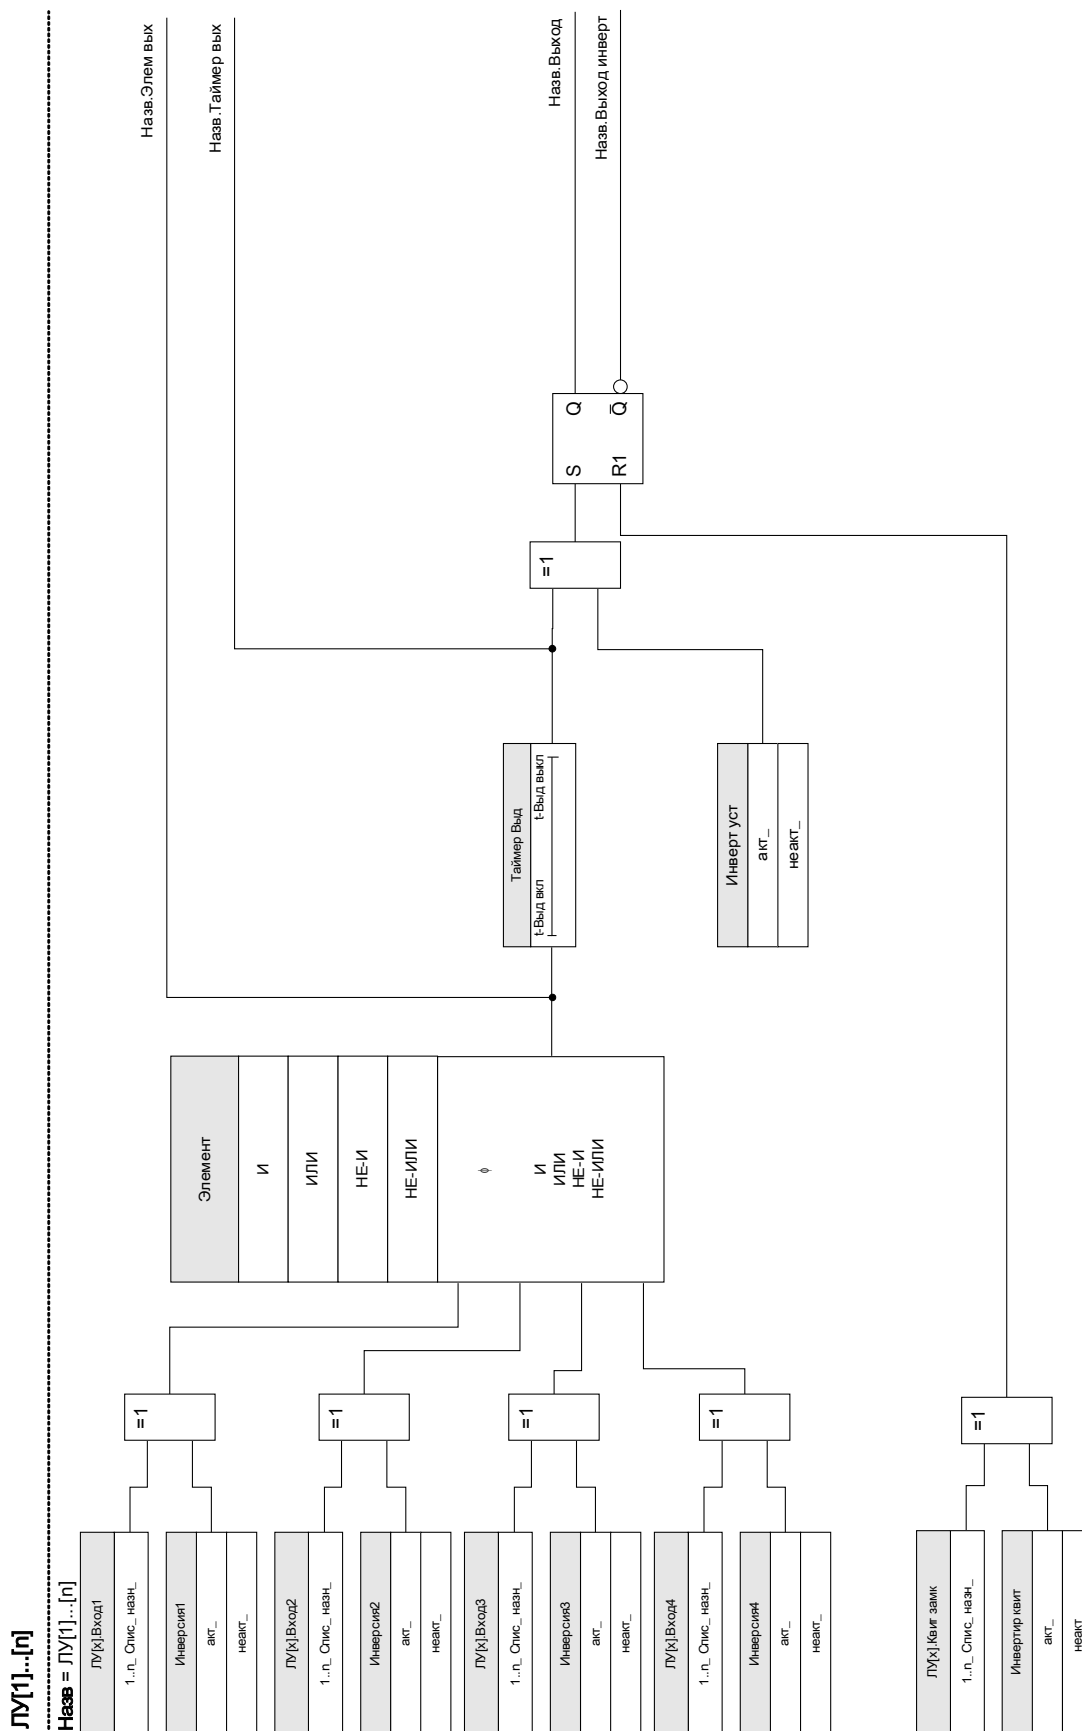 ЛУ[1]...[n]
Назв = ЛУ[1]...[n]
ЛУ[x].Вход1
1..n_ Спис_ назн_
Инверсия1
акт_
неакт_
ЛУ[x].Вход2
1..n_ Спис_ назн_
Инверсия2
акт_
неакт_
ЛУ[x].Вход3
1..n_ Спис_ назн_
Инверсия3
акт_
неакт_
ЛУ[x].Вход4
1..n_ Спис_ назн_
Инверсия4
акт_
неакт_
ЛУ[x].Квит замк
1..n_ Спис_ назн_
Инвертир квит
акт_
неакт
=1
=1
=1
=1
=1
Элемент
И
ИЛИ
НЕ-И
НЕ-ИЛИ
ϕ
И
ИЛИ
НЕ-И
НЕ-ИЛИ
Таймер Выд
t-Выд вкл
t-Выд выкл
Инверт уст
акт_
неакт_
=1
S
Q
R1
Q̅
Назв.Элем вых
Назв.Таймер вых
Назв.Выход
Назв.Выход инверт